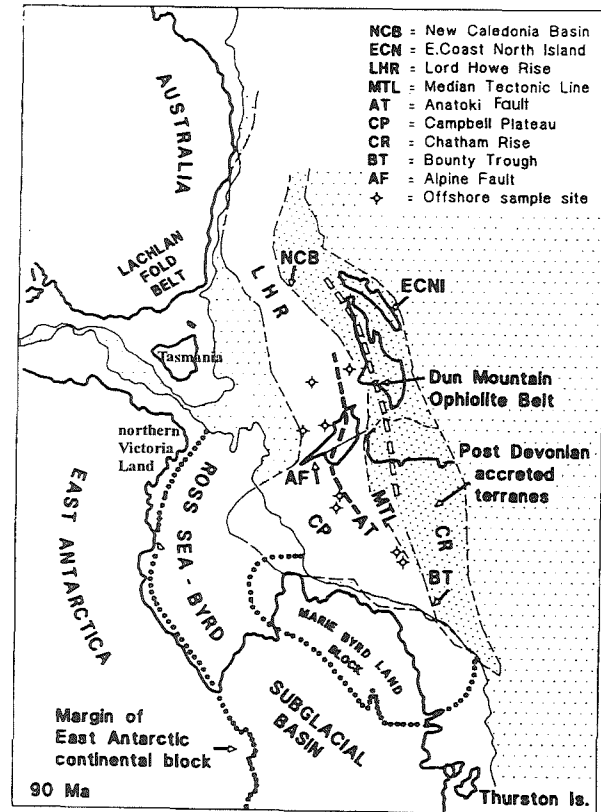 NCB = New Caledonia Basin
ECN = E.Coast North Island
LHR = Lord Howe Rise
MTL = Median Tectonic Line
AT = Anatoki Fault
CP = Campbell Plateau
CR = Chatham Rise
BT = Bounty Trough
AF = Alpine Fault
✧ = Offshore sample site
AUSTRALIA
LACHLAN
FOLD
BELT
LHR
NCB
ECNI
Tasmania
Dun Mountain
Ophiolite Belt
northern
Victoria
Land
Post Devonian
accreted
terranes
AF
MTL
AT
CP
CR
BT
ROSS
SEA-BYRD
EAST ANTARCTICA
MARIE BYRD LAND
BLOCK
SUBGLACIAL
BASIN
Margin of
East Antarctic
continental block
90 Ma
Thurston Is.